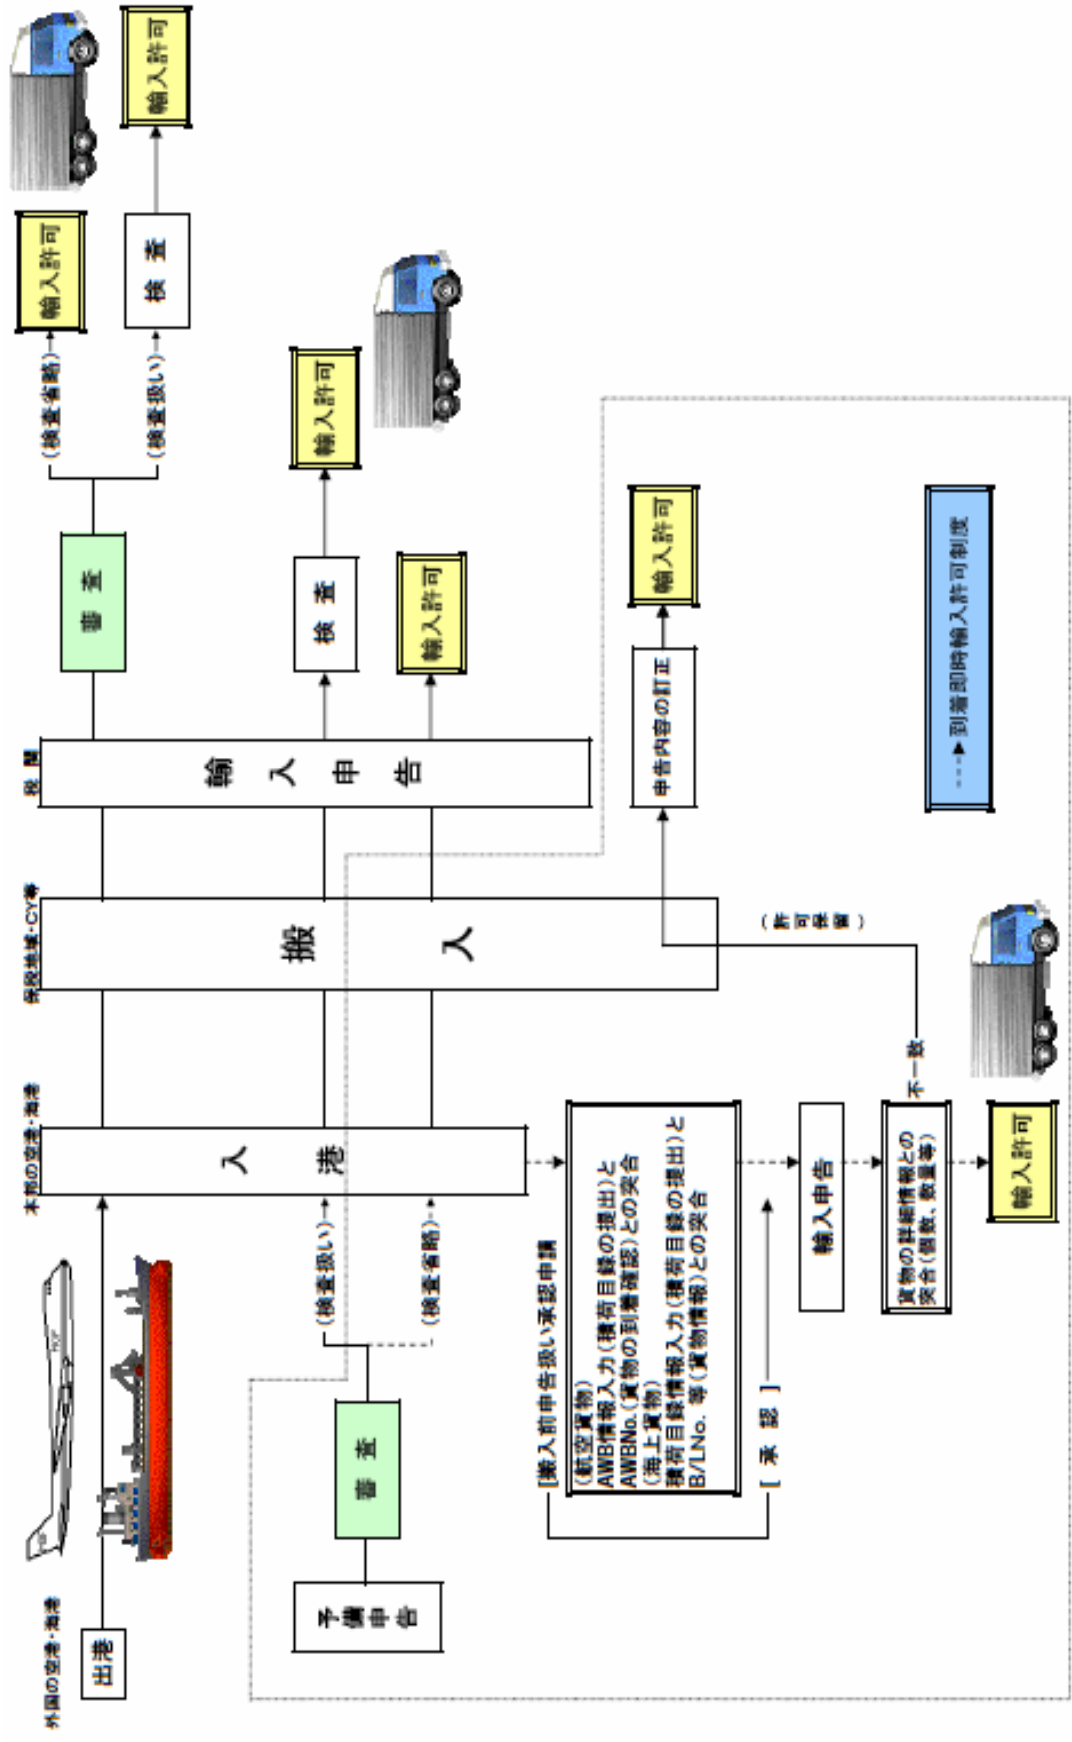 外国の空港・海港
本邦の空港・海港
保税地域・CY等
税関
出港
入港
搬入
輸入申告
審査
(検査省略)
輸入許可
(検査扱い)
検査
輸入許可
予備申告
審査
(検査扱い)
(検査省略)
検査
輸入許可
輸入許可
[搬入前申告扱い承認申請
(航空貨物)
AWB情報入力(積荷目録の提出)と
AWBNo.(貨物の到着確認)との突合
(海上貨物)
積荷目録情報入力(積荷目録の提出)と
B/LNo. 等(貨物情報)との突合
[承認]
輸入申告
貨物の詳細情報との
突合(個数、数量等)
不一致
(許可保留)
申告内容の訂正
輸入許可
輸入許可
到着即時輸入許可制度